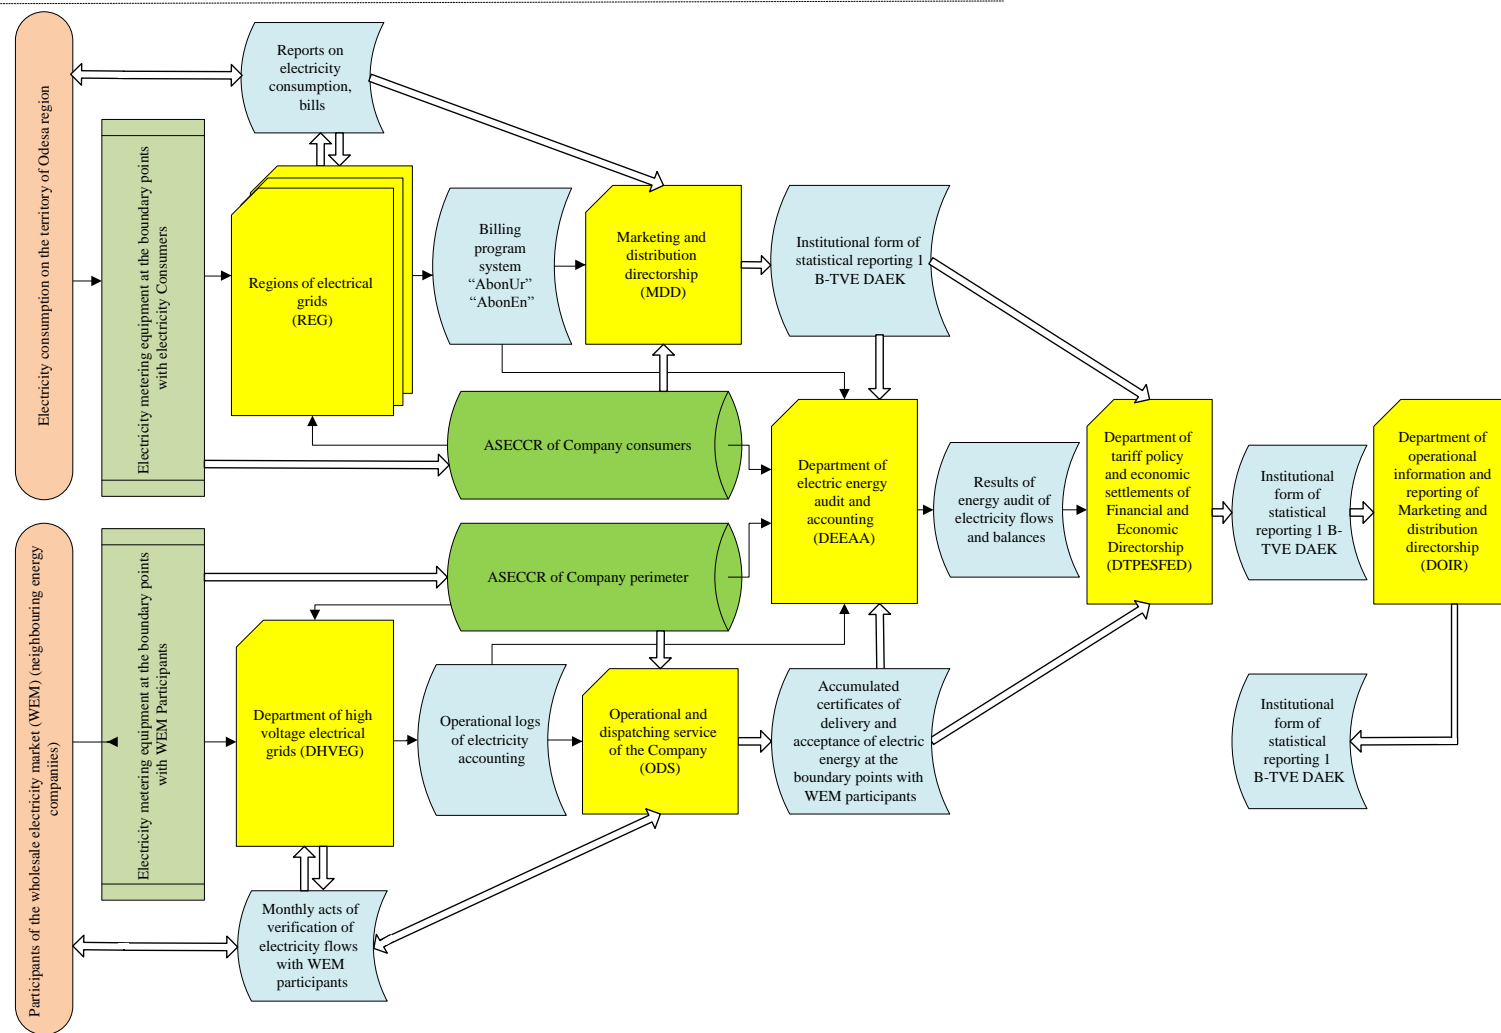 Electricity consumption on the territory of Odesa region
Electricity metering equipment at the boundary points
with electricity Consumers
Reports on
electricity
consumption,
bills
Regions of electrical
grids
(REG)
Billing
program
system
“AbonUr”
“AbonEn”
Marketing and
distribution
directorship
(MDD)
Institutional form of
statistical reporting 1
B-TVE DAEK
ASECCR of Company consumers
ASECCR of Company perimeter
Department of
electric energy
audit and
accounting
(DEEAA)
Results of
energy audit of
electricity flows
and balances
Department of
tariff policy
and economic
settlements of
Financial and
Economic
Directorship
(DTPESFED)
Institutional
form of
statistical
reporting 1 B-
TVE DAEK
Department of
operational
information and
reporting of
Marketing and
distribution
directorship
(DOIR)
Participants of the wholesale electricity market (WEM) (neighbouring energy
companiies)
Electricity metering equipment at the boundary points
with WEM Participants
Department of high
voltage electrical
grids (DHVEG)
Operational logs
of electricity
accounting
Operational and
dispatching service
of the Company
(ODS)
Accumulated
certificates of
delivery and
acceptance of electric
energy at the
boundary points with
WEM participants
Institutional
form of
statistical
reporting 1
B-TVE DAEK
Monthly acts of
verification of
electricity flows
with WEM
participants